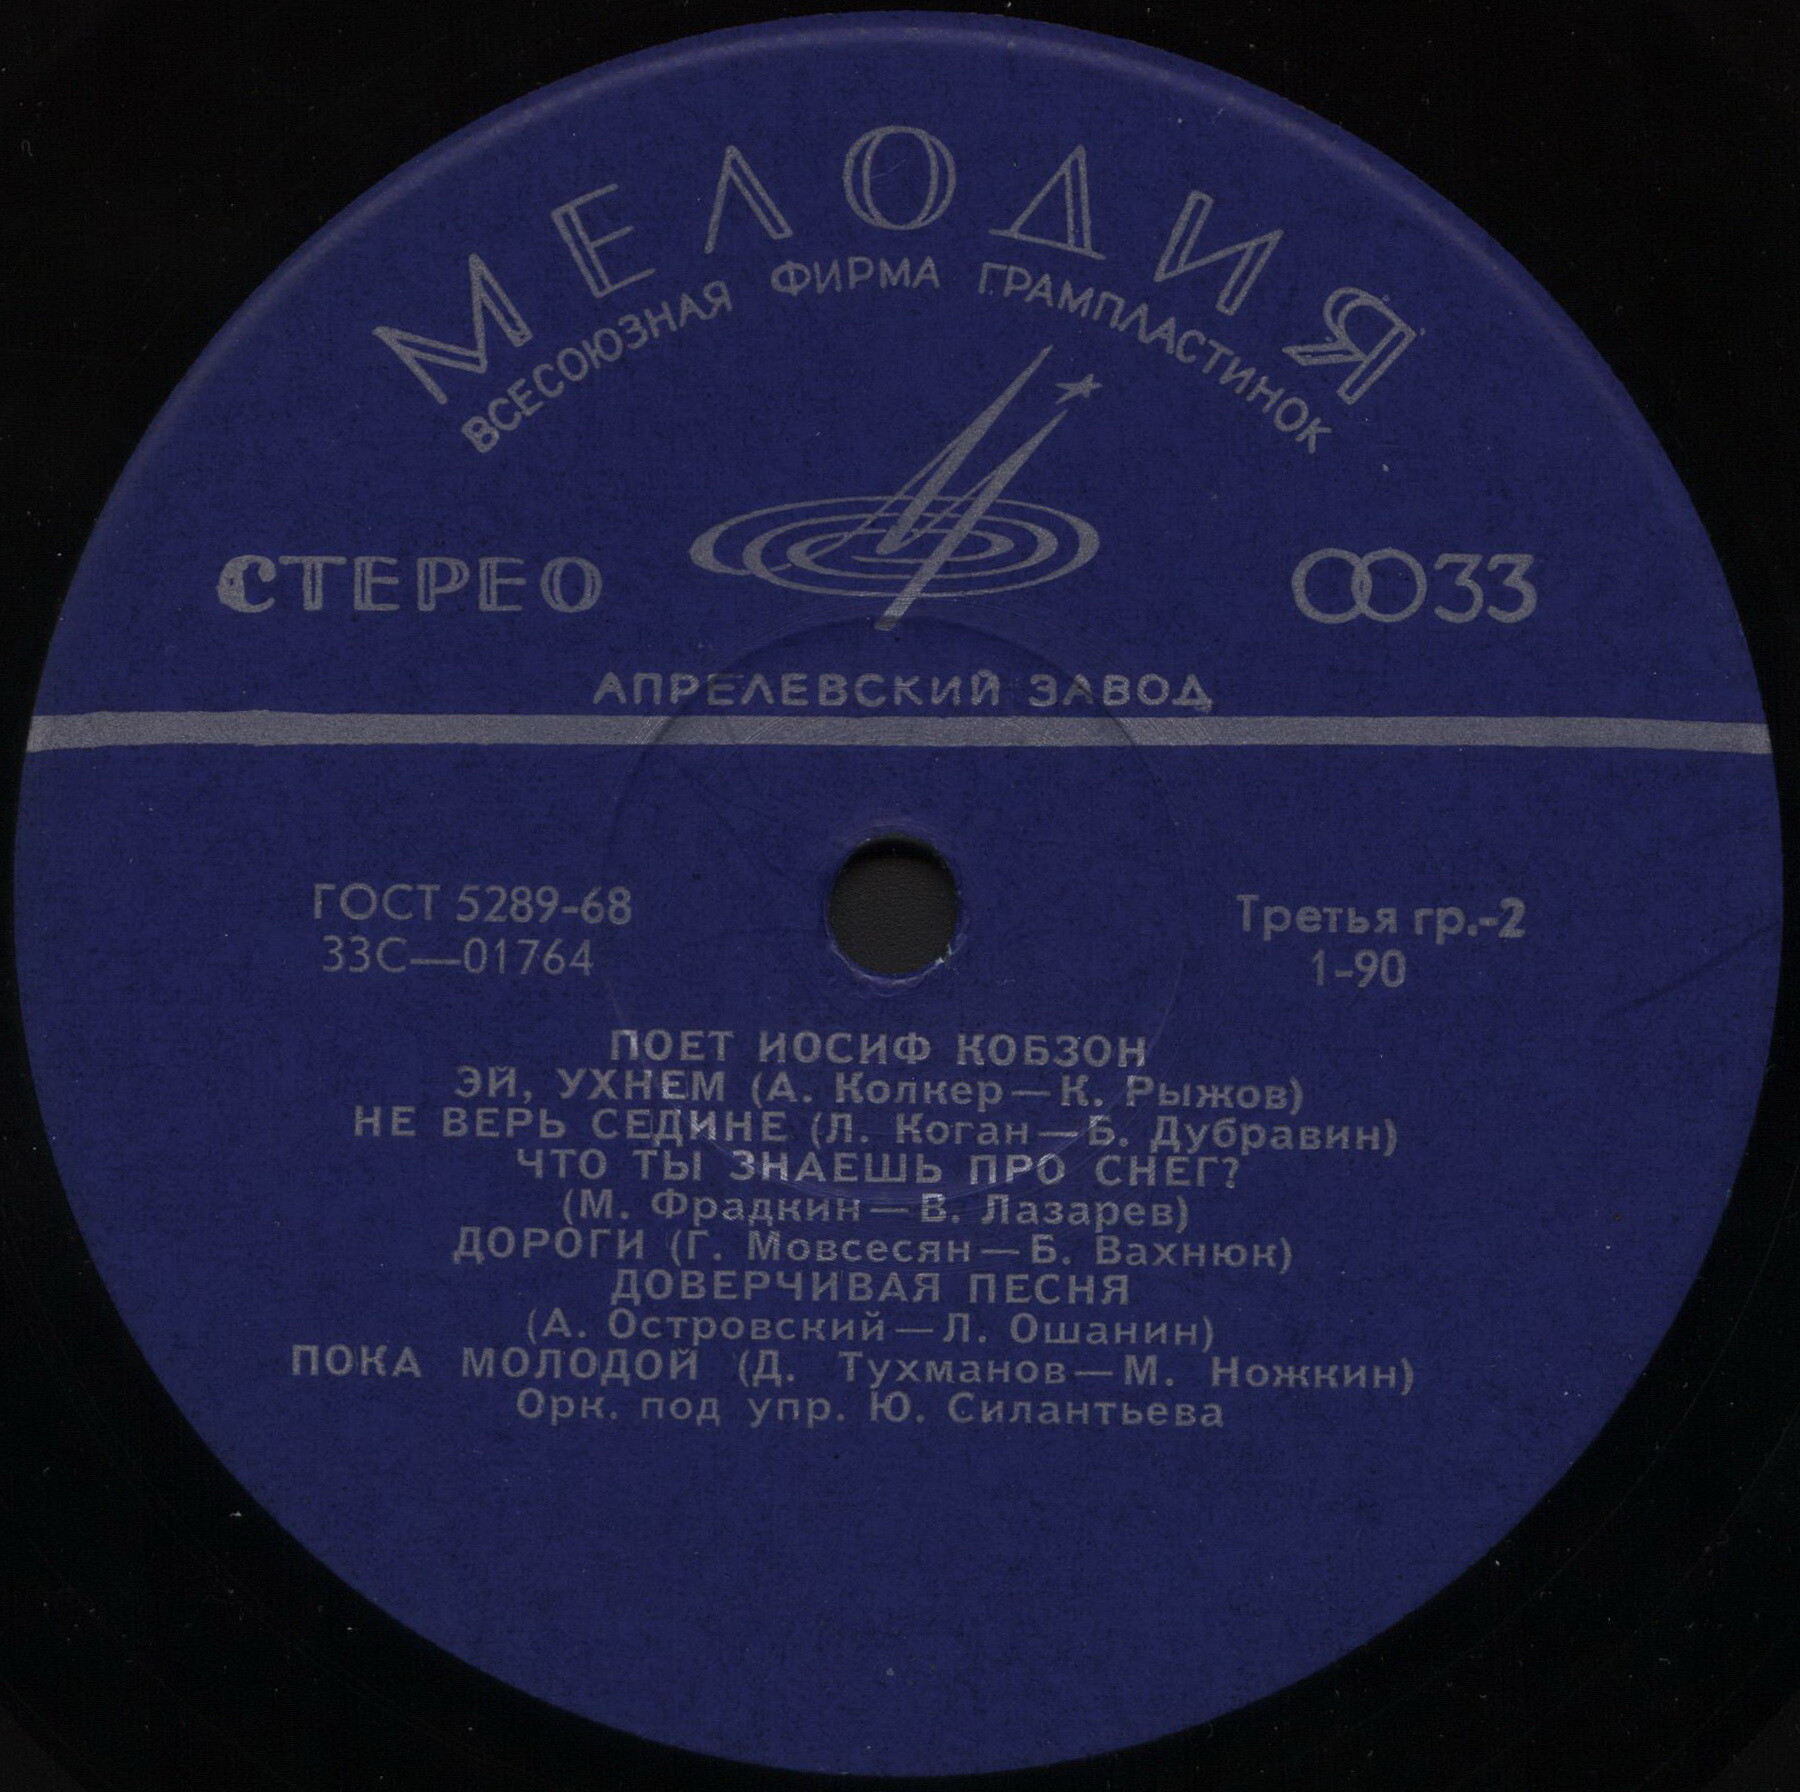 МЕЛОДИЯ
ВСЕСОЮЗНАЯ ФИРМА ГРАМПЛАСТИНОК
СТЕРЕО
33
АПРЕЛЕВСКИЙ ЗАВОД
ГОСТ 5289-68
33С—01764
Третья гр.-2
1-90
ПОЕТ ИОСИФ КОБЗОН
ЭЙ, УХНЕМ (А. Колкер—К. Рыжов)
НЕ ВЕРЬ СЕДИНЕ (Л. Коган—Б. Дубравин)
ЧТО ТЫ ЗНАЕШЬ ПРО СНЕГ?
(М. Фрадкин—В. Лазарев)
ДОРОГИ (Г. Мовсесян—Б. Вахнюк)
ДОВЕРЧИВАЯ ПЕСНЯ
(А. Островский—Л. Ошанин)
ПОКА МОЛОДОЙ (Д. Тухманов—М. Ножкин)
Орк. под упр. Ю. Силантьева